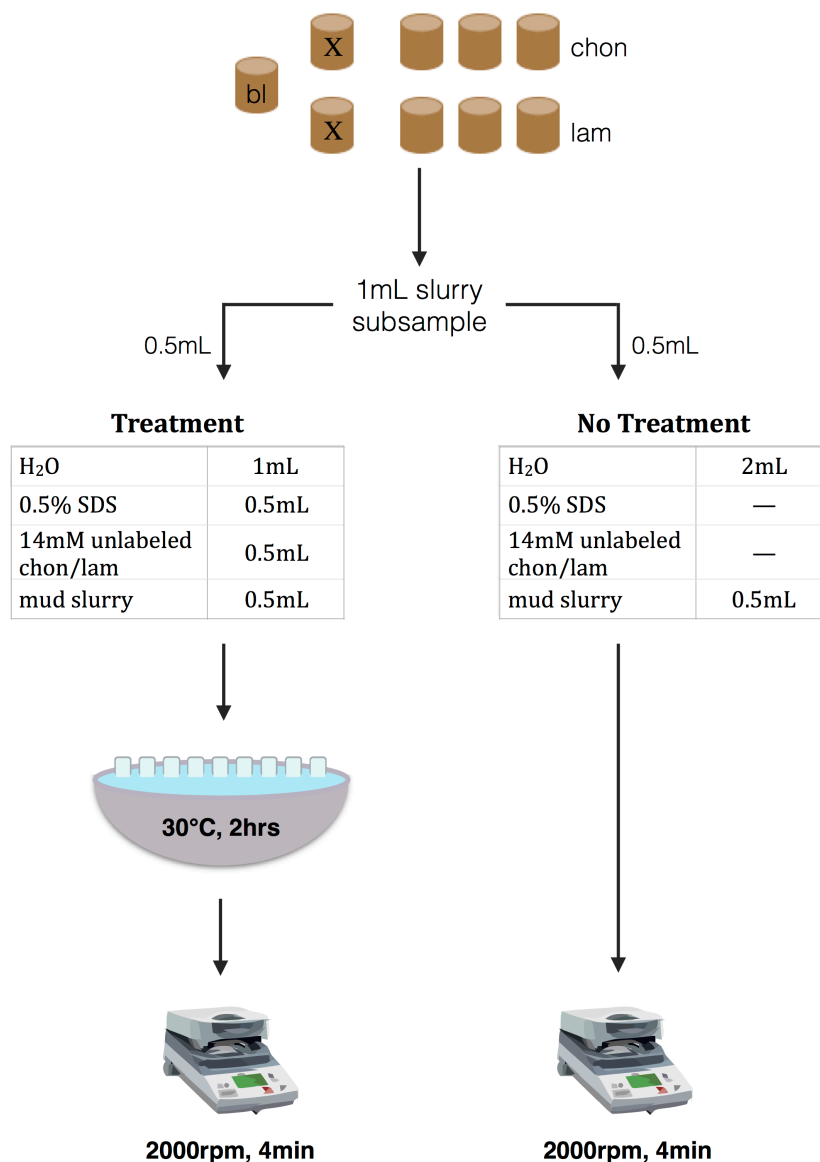 X
chon
bl
X
lam
1mL slurry
subsample
0.5mL
0.5mL
Treatment
H₂O 1mL
0.5% SDS 0.5mL
14mM unlabeled
chon/lam 0.5mL
mud slurry 0.5mL
No Treatment
H₂O 2mL
0.5% SDS —
14mM unlabeled
chon/lam —
mud slurry 0.5mL
30°C, 2hrs
2000rpm, 4min
2000rpm, 4min